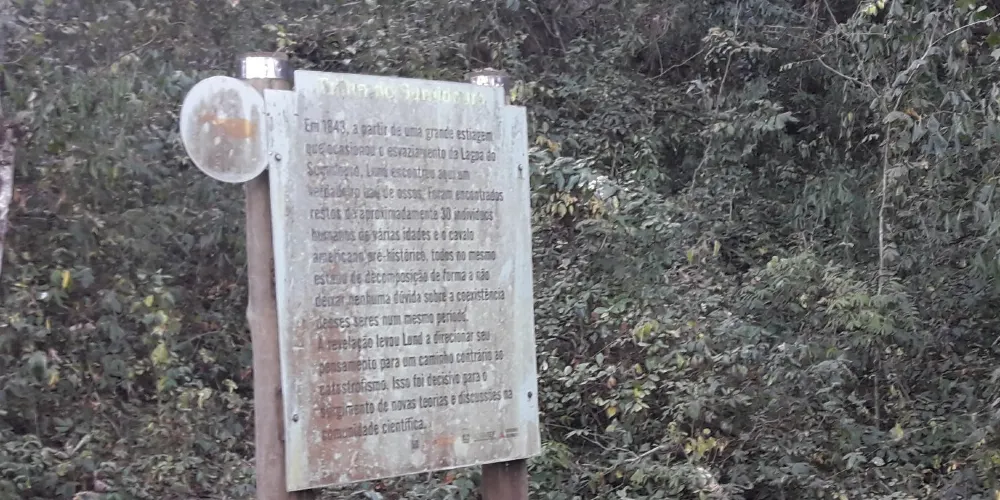 Em 1843, a partir de uma grande estiagem
que ocasionou o esvaziamento da Lagoa do
Sumidouro, Lund encontrou aqui um
verdadeiro baú de ossos. Foram encontrados
restos de aproximadamente 30 indivíduos
humanos de várias idades e o cavalo
americano pré-histórico, todos no mesmo
estado de decomposição de forma a não
deixar nenhuma dúvida sobre a coexistência
desses seres num mesmo período.
A revelação levou Lund a direcionar seu
pensamento para um caminho contrário ao
catastrofismo. Isso foi decisivo para o
surgimento de novas teorias e discussões na
comunidade científica.